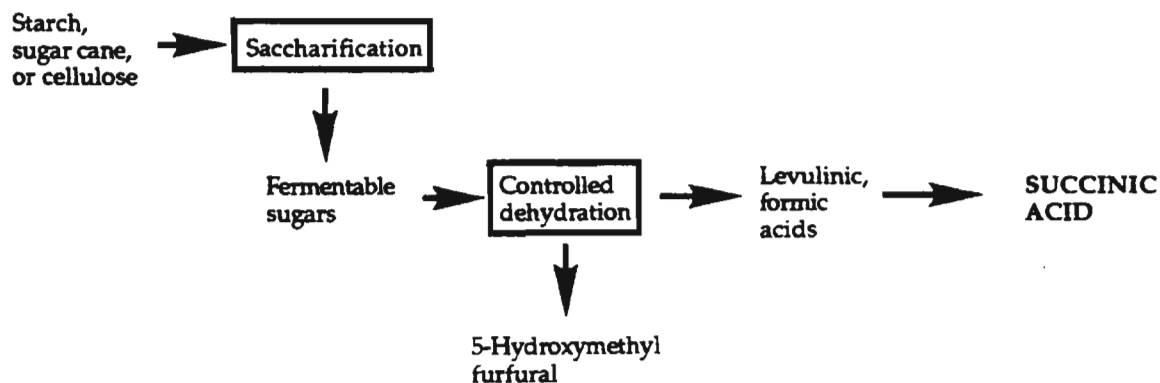 Starch,
sugar cane,
or cellulose
Saccharification
Fermentable
sugars
Controlled
dehydration
Levulinic,
formic
acids
SUCCINIC
ACID
5-Hydroxymethyl
furfural